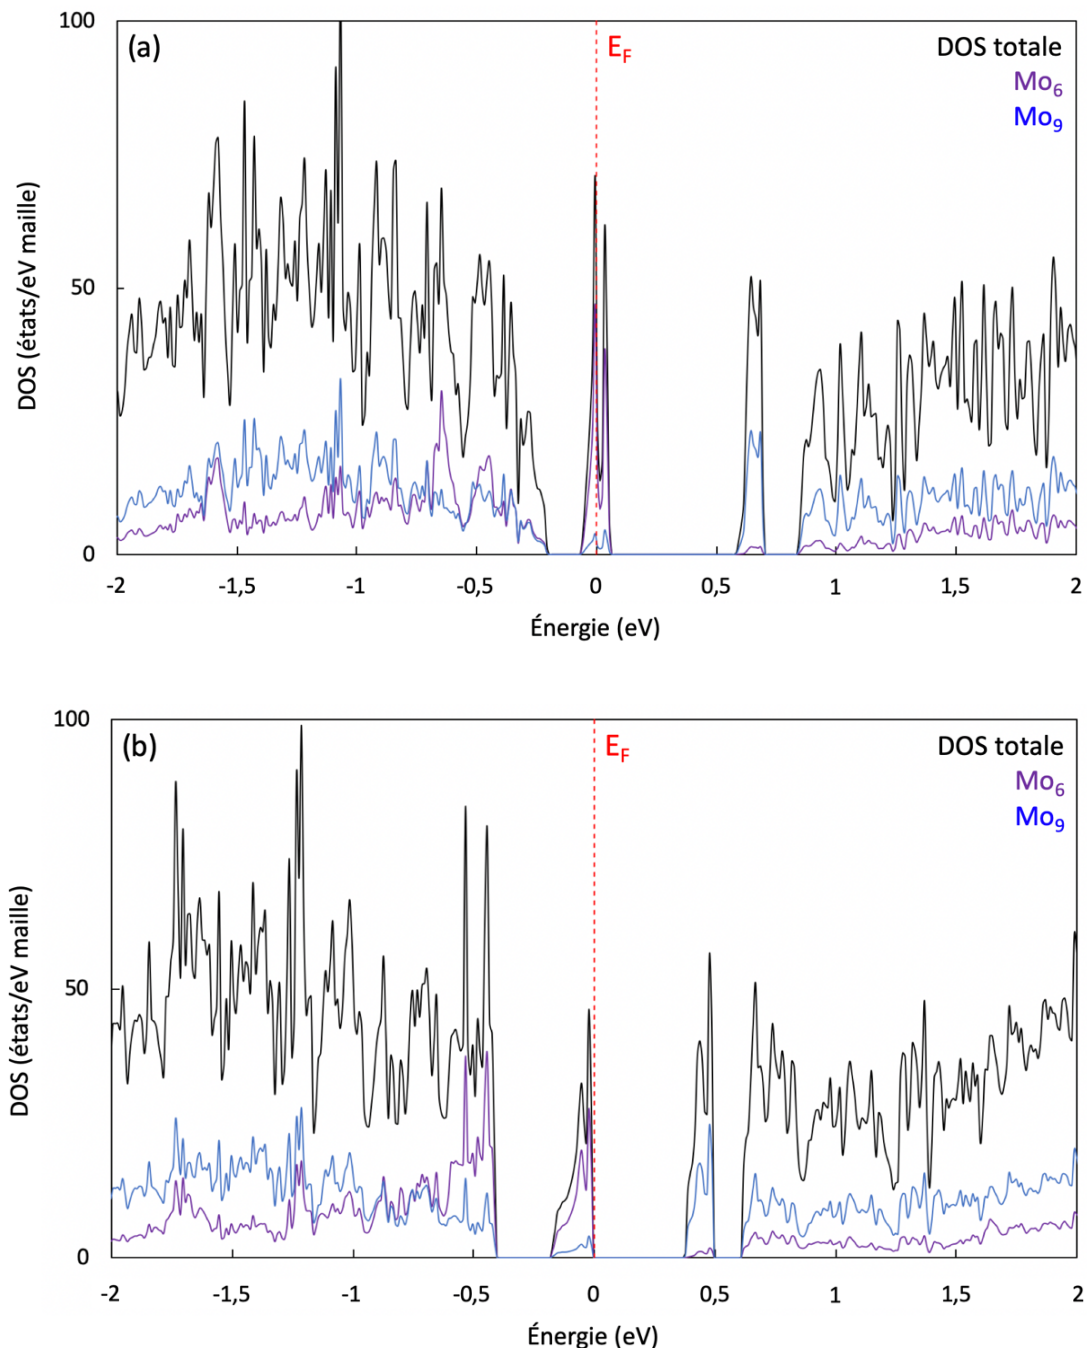 (a)
E_F
DOS totale
Mo₆
Mo₉
100
50
0
DOS (états/eV maille)
-2 -1,5 -1 -0,5 0 0,5 1 1,5 2
Énergie (eV)
(b)
E_F
DOS totale
Mo₆
Mo₉
100
50
0
DOS (états/eV maille)
-2 -1,5 -1 -0,5 0 0,5 1 1,5 2
Énergie (eV)